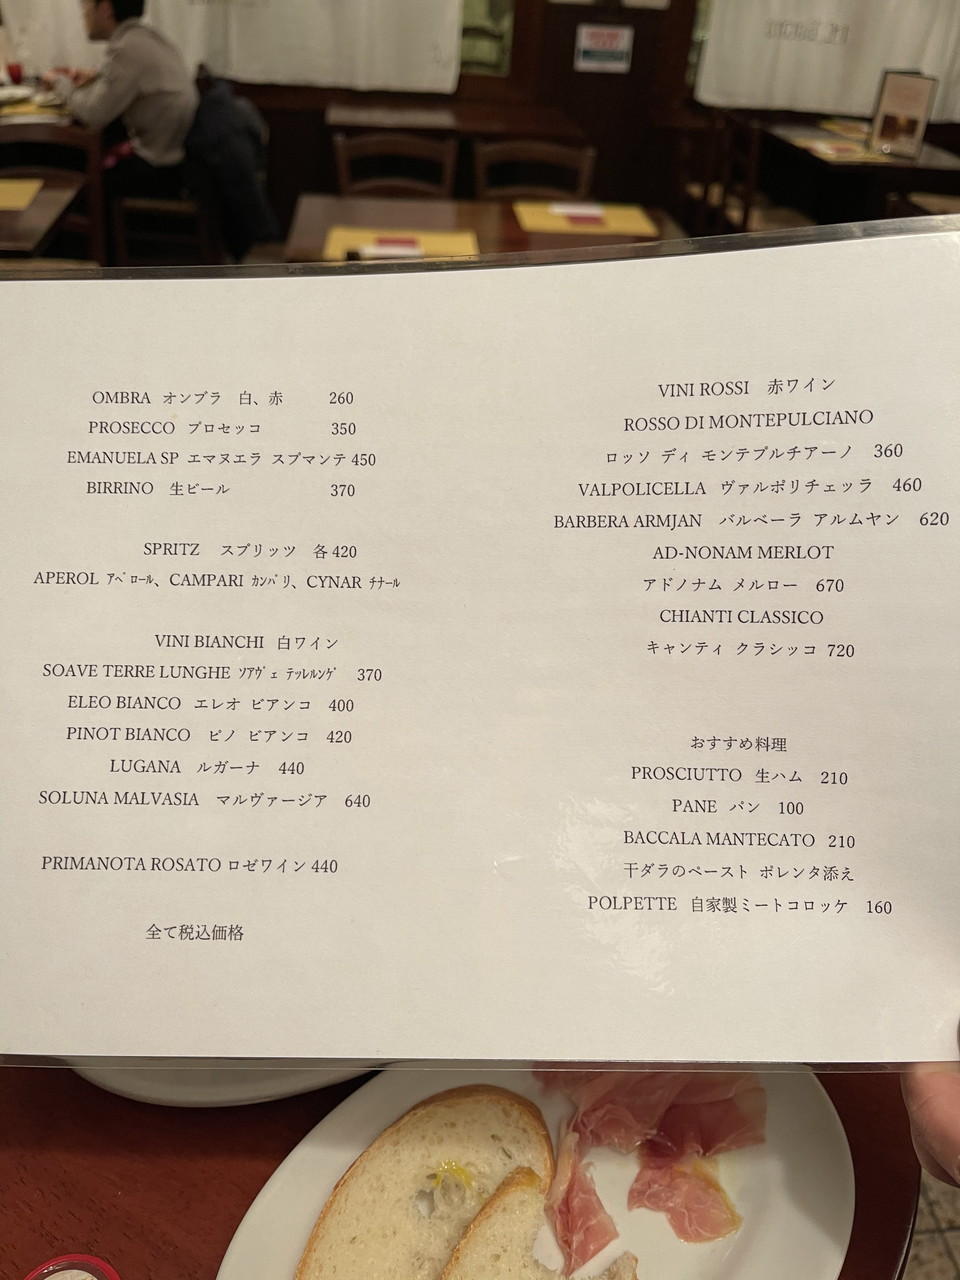 OMBRA オンブラ 白、赤 260
PROSECCO プロセッコ 350
EMANUELA SP エマヌエラ スプマンテ 450
BIRRINO 生ビール 370
SPRITZ スプリッツ 各 420
APEROL ｱﾍﾟﾛｰﾙ、CAMPARI ｶﾝﾊﾟﾘ、CYNAR ﾁﾅｰﾙ
VINI BIANCHI 白ワイン
SOAVE TERRE LUNGHE ｿｱｳﾞｪ ﾃｯﾚﾙﾝｹﾞ 370
ELEO BIANCO エレオ ビアンコ 400
PINOT BIANCO ピノ ビアンコ 420
LUGANA ルガーナ 440
SOLUNA MALVASIA マルヴァージア 640
PRIMANOTA ROSATO ロゼワイン 440
全て税込価格
VINI ROSSI 赤ワイン
ROSSO DI MONTEPULCIANO
ロッソ ディ モンテプルチアーノ 360
VALPOLICELLA ヴァルポリチェッラ 460
BARBERA ARMJAN バルベーラ アルムヤン 620
AD-NONAM MERLOT
アドノナム メルロー 670
CHIANTI CLASSICO
キャンティ クラシッコ 720
おすすめ料理
PROSCIUTTO 生ハム 210
PANE パン 100
BACCALA MANTECATO 210
干ダラのペースト ポレンタ添え
POLPETTE 自家製ミートコロッケ 160